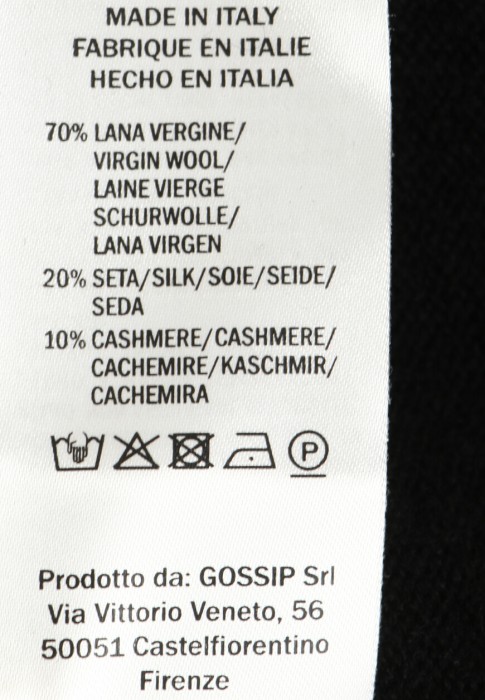 MADE IN ITALY
FABRIQUE EN ITALIE
HECHO EN ITALIA
70% LANA VERGINE/
VIRGIN WOOL/
LAINE VIERGE
SCHURWOLLE/
LANA VIRGEN
20% SETA/SILK/SOIE/SEIDE/
SEDA
10% CASHMERE/CASHMERE/
CACHEMIRE/KASCHMIR/
CACHEMIRA
P
Prodotto da: GOSSIP Srl
Via Vittorio Veneto, 56
50051 Castelfiorentino
Firenze